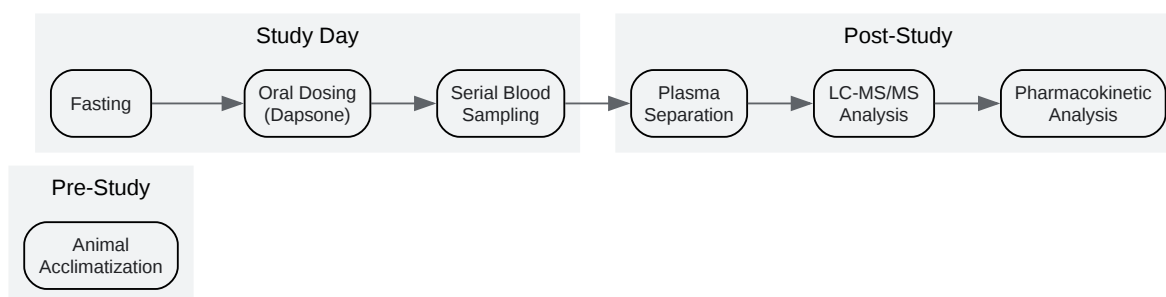 Study Day
Fasting
Oral Dosing
(Dapsone)
Serial Blood
Sampling
Post-Study
Plasma
Separation
LC-MS/MS
Analysis
Pharmacokinetic
Analysis
Pre-Study
Animal
Acclimatization